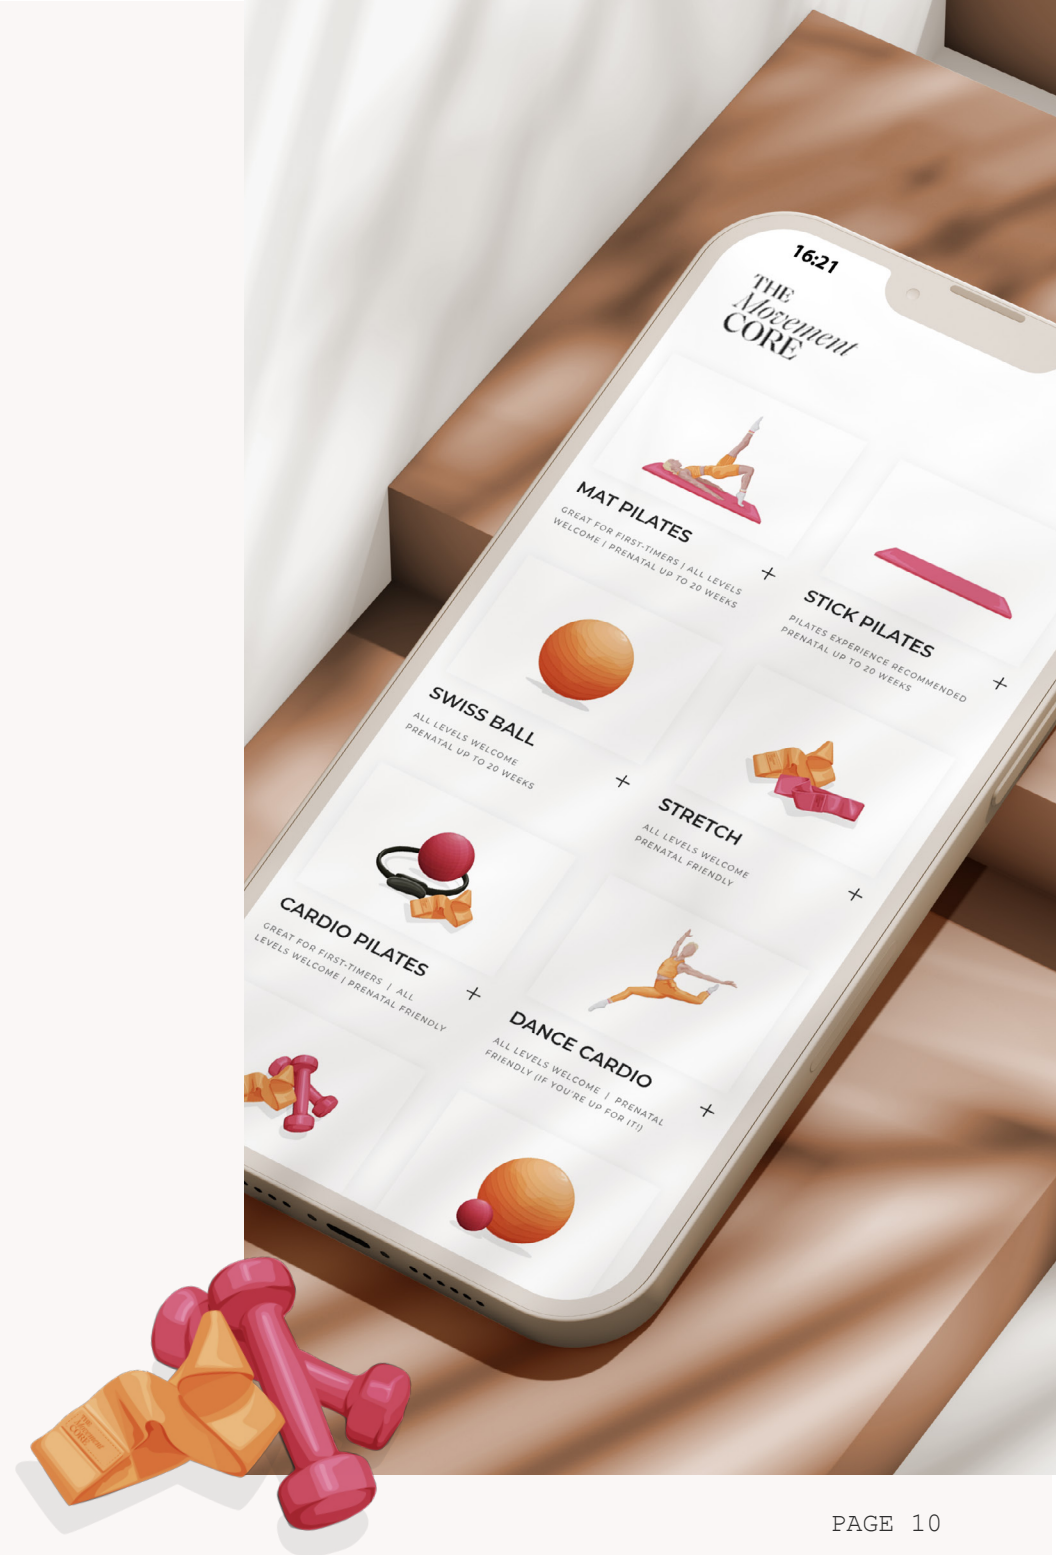 16:21
THE
Movement
CORE
MAT PILATES
GREAT FOR FIRST-TIMERS | ALL LEVELS
WELCOME | PRENATAL UP TO 20 WEEKS
+
STICK PILATES
PILATES EXPERIENCE RECOMMENDED
PRENATAL UP TO 20 WEEKS
+
SWISS BALL
ALL LEVELS WELCOME
PRENATAL UP TO 20 WEEKS
+
STRETCH
ALL LEVELS WELCOME
PRENATAL FRIENDLY
+
CARDIO PILATES
GREAT FOR FIRST-TIMERS | ALL
LEVELS WELCOME | PRENATAL FRIENDLY
+
DANCE CARDIO
ALL LEVELS WELCOME | PRENATAL
FRIENDLY (IF YOU'RE UP FOR IT!)
+
THE
Movement
CORE
PAGE 10